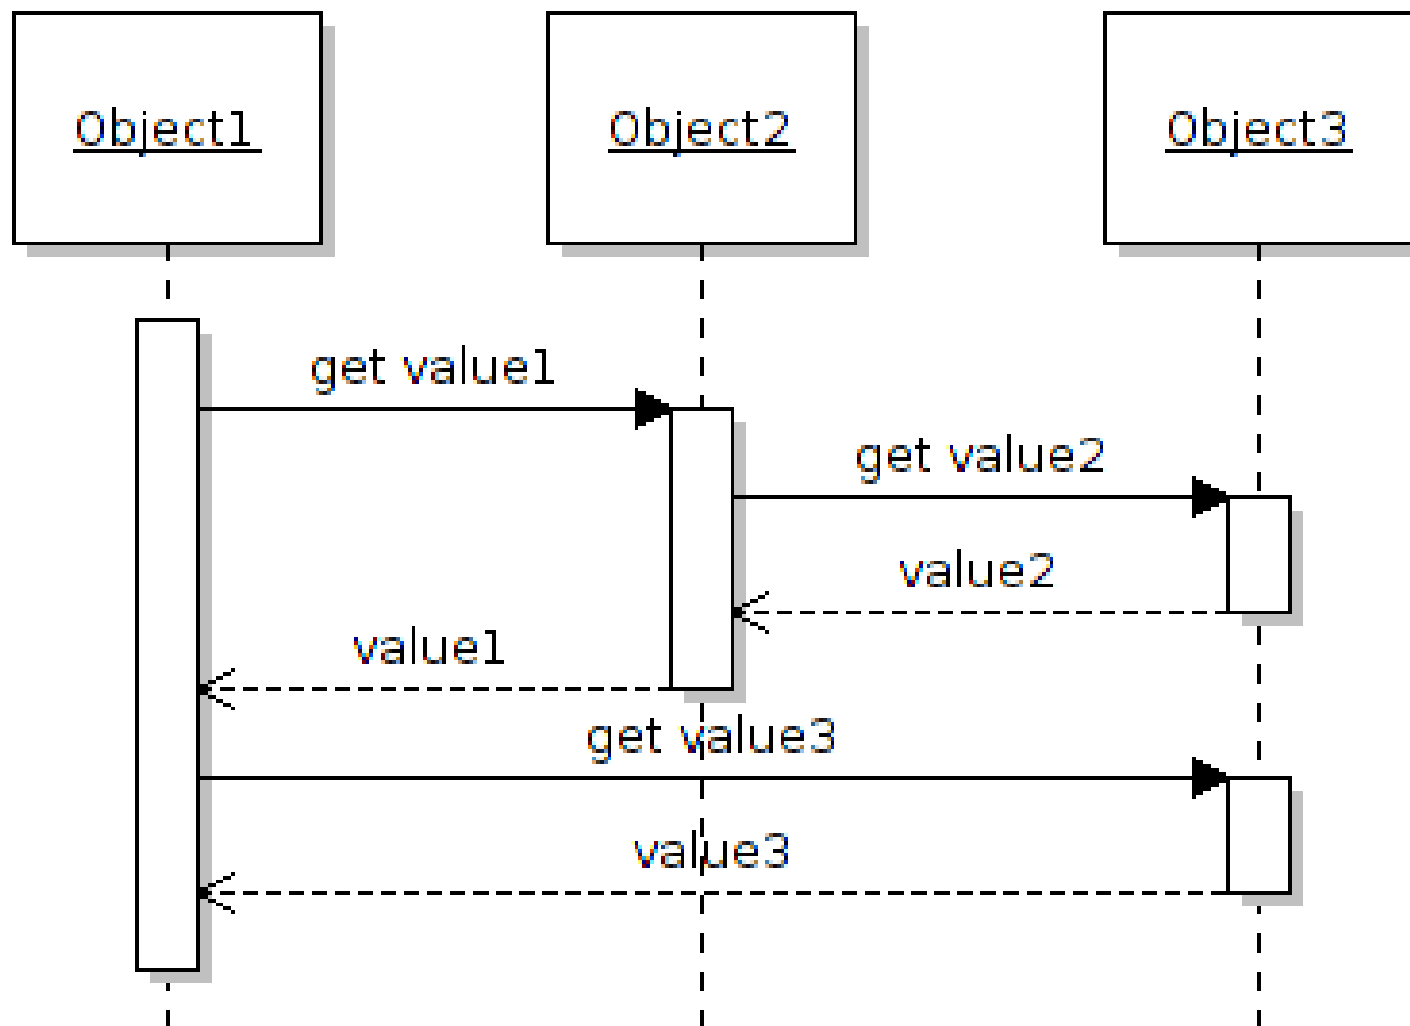 Object1
Object2
Object3
get value1
get value2
value2
value1
get value3
value3